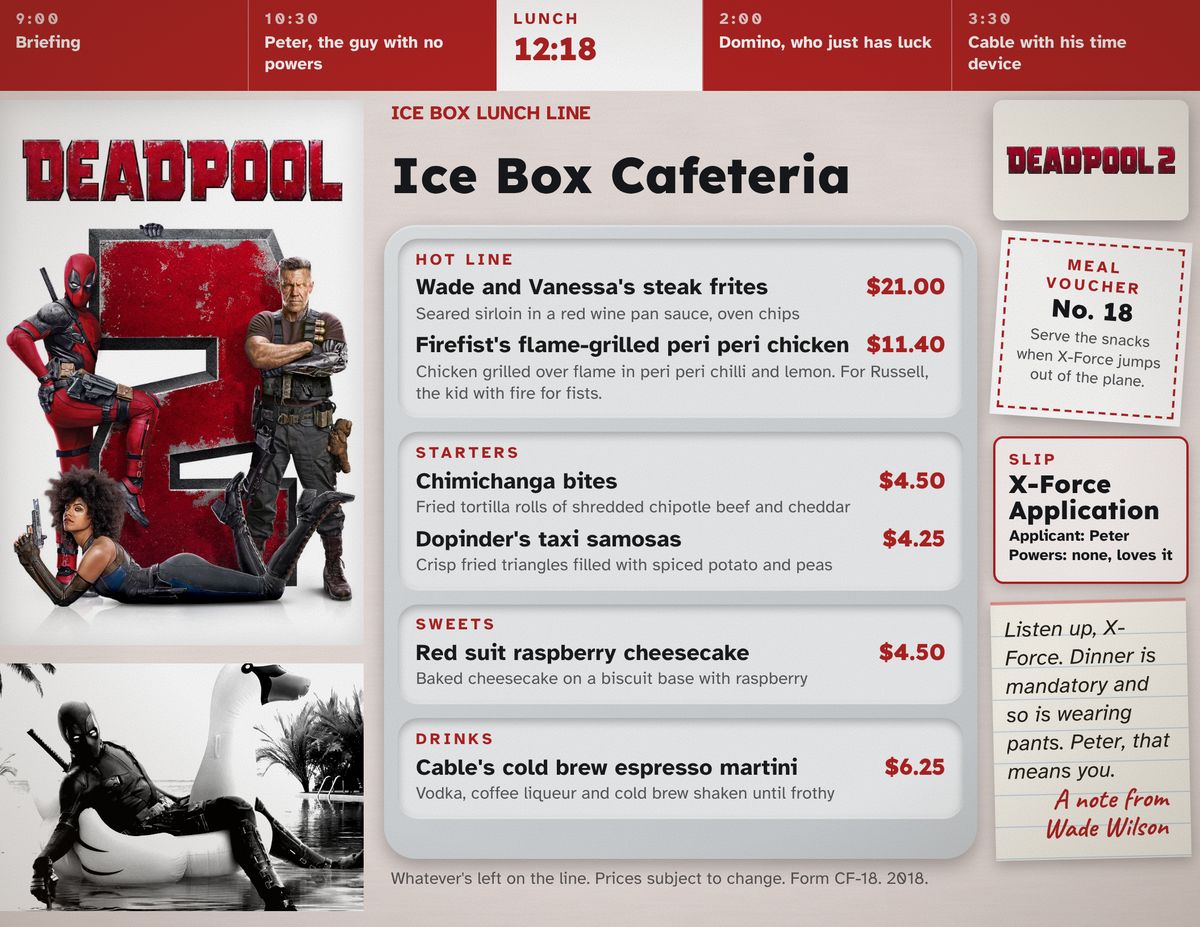 9:00
Briefing
10:30
Peter, the guy with no
powers
LUNCH
12:18
2:00
Domino, who just has luck
3:30
Cable with his time
device
DEADPOOL
2
ICE BOX LUNCH LINE
Ice Box Cafeteria
HOT LINE
Wade and Vanessa's steak frites $21.00
Seared sirloin in a red wine pan sauce, oven chips
Firefist's flame-grilled peri peri chicken $11.40
Chicken grilled over flame in peri peri chilli and lemon. For Russell,
the kid with fire for fists.
STARTERS
Chimichanga bites $4.50
Fried tortilla rolls of shredded chipotle beef and cheddar
Dopinder's taxi samosas $4.25
Crisp fried triangles filled with spiced potato and peas
SWEETS
Red suit raspberry cheesecake $4.50
Baked cheesecake on a biscuit base with raspberry
DRINKS
Cable's cold brew espresso martini $6.25
Vodka, coffee liqueur and cold brew shaken until frothy
Whatever's left on the line. Prices subject to change. Form CF-18. 2018.
DEADPOOL 2
MEAL
VOUCHER
No. 18
Serve the snacks
when X-Force jumps
out of the plane.
SLIP
X-Force
Application
Applicant: Peter
Powers: none, loves it
Listen up, X-
Force. Dinner is
mandatory and
so is wearing
pants. Peter, that
means you.
A note from
Wade Wilson